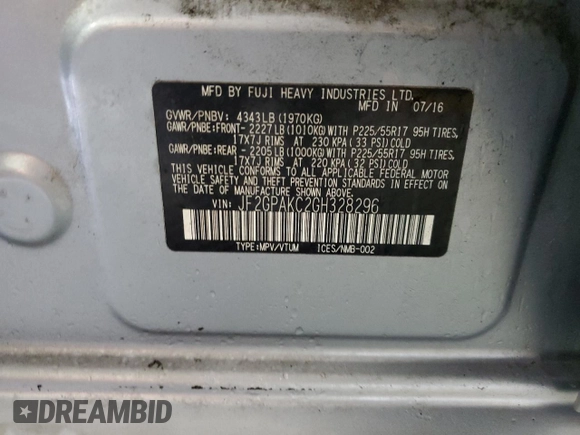 MFD BY FUJI HEAVY INDUSTRIES LTD.
MFD IN 07/16
GVWR/PNBV: 4343LB(1970KG)
GAWR/PNBE:FRONT- 2227LB(1010KG)WITH P225/55R17 95H TIRES,
17X7J RIMS AT 230 KPA (33 PSI)COLD
GAWR/PNBE:REAR - 2205LB(1000KG)WITH P225/55R17 95H TIRES,
17X7J RIMS AT 220 KPA (32 PSI)COLD
THIS VEHICLE CONFORMS TO ALL APPLICABLE U.S. FEDERAL MOTOR
VEHICLE SAFETY AND THEFT PREVENTION STANDARDS IN EFFECT ON THE
DATE OF MANUFACTURE SHOWN ABOVE.
VIN: JF2GPAKC2GH328296
TYPE:MPV/VTUM ICES/NMB-002
DREAMBID